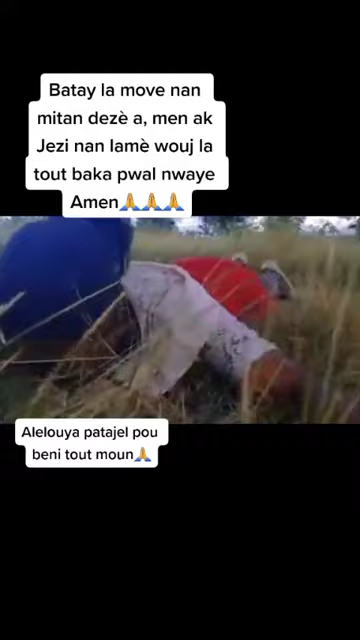 Batay la move nan
mitan dezè a, men ak
Jezi nan lamè wouj la
tout baka pwal nwaye
Amen🙏🙏🙏
Alelouya patajel pou
beni tout moun🙏